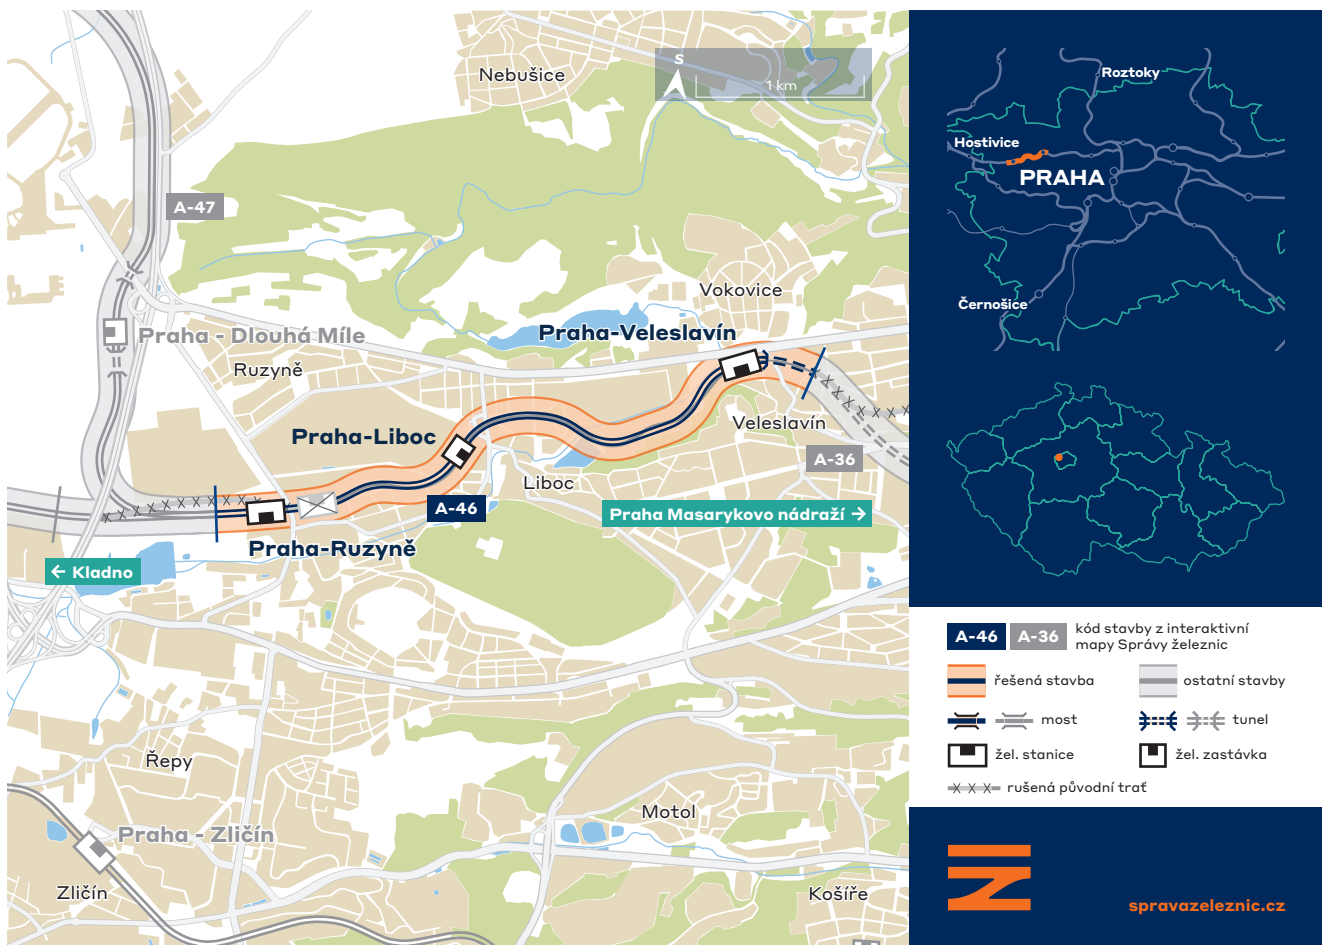 Nebušice
S
1 km
A-47
Vokovice
Praha-Veleslavín
Praha - Dlouhá Míle
Ruzyně
Praha-Liboc
Veleslavín
A-36
Liboc
A-46
Praha Masarykovo nádraží →
Praha-Ruzyně
← Kladno
Řepy
Motol
Praha - Zličín
Zličín
Košíře
Roztoky
Hostivice
PRAHA
Černošice
A-46
A-36
kód stavby z interaktivní
mapy Správy železnic
řešená stavba
ostatní stavby
most
tunel
žel. stanice
žel. zastávka
rušená původní trať
spravazeleznic.cz